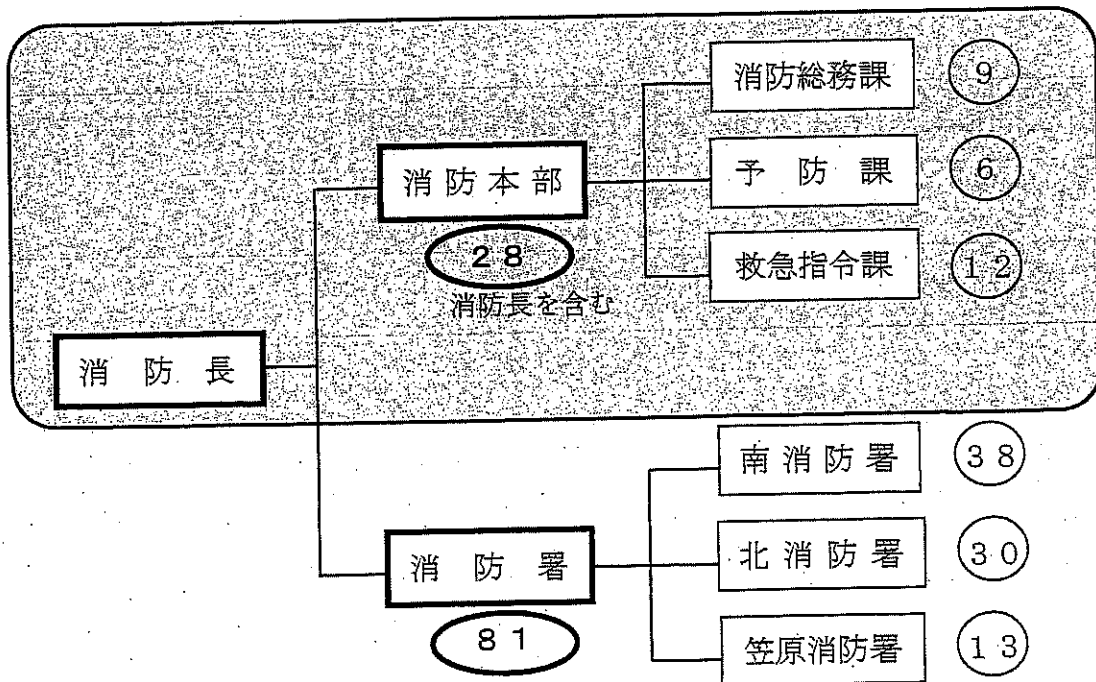 消防総務課
9
消防本部
予防課
6
28
消防長を含む
救急指令課
12
消防長
南消防署
38
消防署
北消防署
30
81
笠原消防署
13